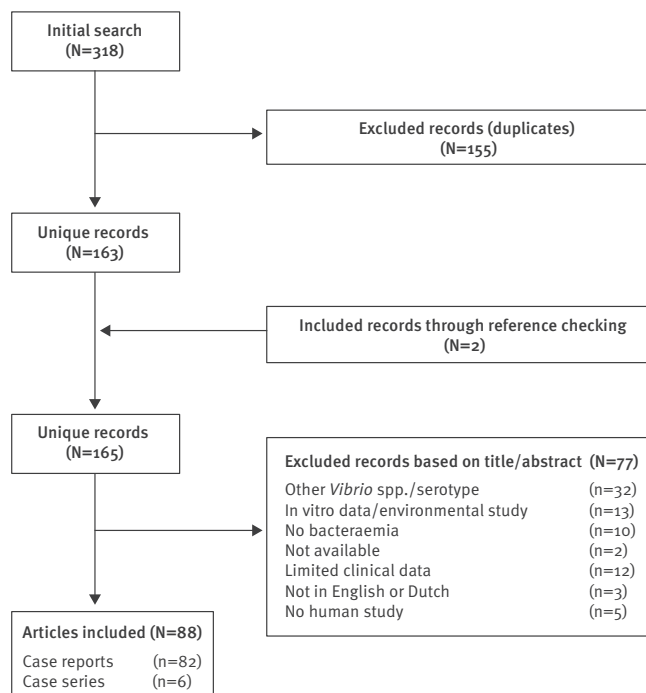 Initial search
(N=318)
Excluded records (duplicates)
(N=155)
Unique records
(N=163)
Included records through reference checking
(N=2)
Unique records
(N=165)
Excluded records based on title/abstract (N=77)
Other Vibrio spp./serotype (n=32)
In vitro data/environmental study (n=13)
No bacteraemia (n=10)
Not available (n=2)
Limited clinical data (n=12)
Not in English or Dutch (n=3)
No human study (n=5)
Articles included (N=88)
Case reports (n=82)
Case series (n=6)